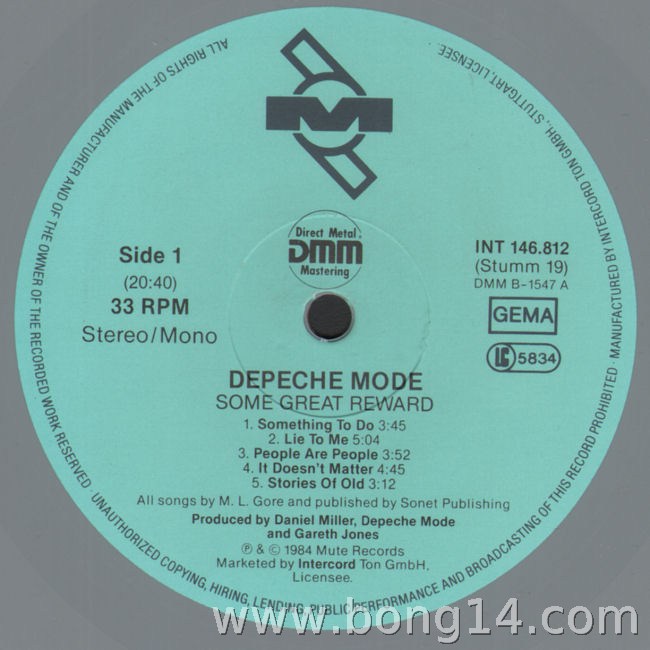 M
Direct Metal
DMM
Mastering
Side 1
(20:40)
33 RPM
Stereo/Mono
INT 146.812
(Stumm 19)
DMM B-1547 A
GEMA
LC 5834
DEPECHE MODE
SOME GREAT REWARD
1. Something To Do 3:45
2. Lie To Me 5:04
3. People Are People 3:52
4. It Doesn't Matter 4:45
5. Stories Of Old 3:12
All songs by M. L. Gore and published by Sonet Publishing
Produced by Daniel Miller, Depeche Mode
and Gareth Jones
℗ & © 1984 Mute Records
Marketed by Intercord Ton GmbH,
Licensee.
ALL RIGHTS OF THE MANUFACTURER AND OF THE OWNER OF THE RECORDED WORK RESERVED · UNAUTHORIZED COPYING, HIRING, LENDING, PUBLIC PERFORMANCE AND BROADCASTING OF THIS RECORD PROHIBITED · MANUFACTURED BY INTERCORD TON GMBH, STUTTGART, LICENSEE.
www.bong14.com